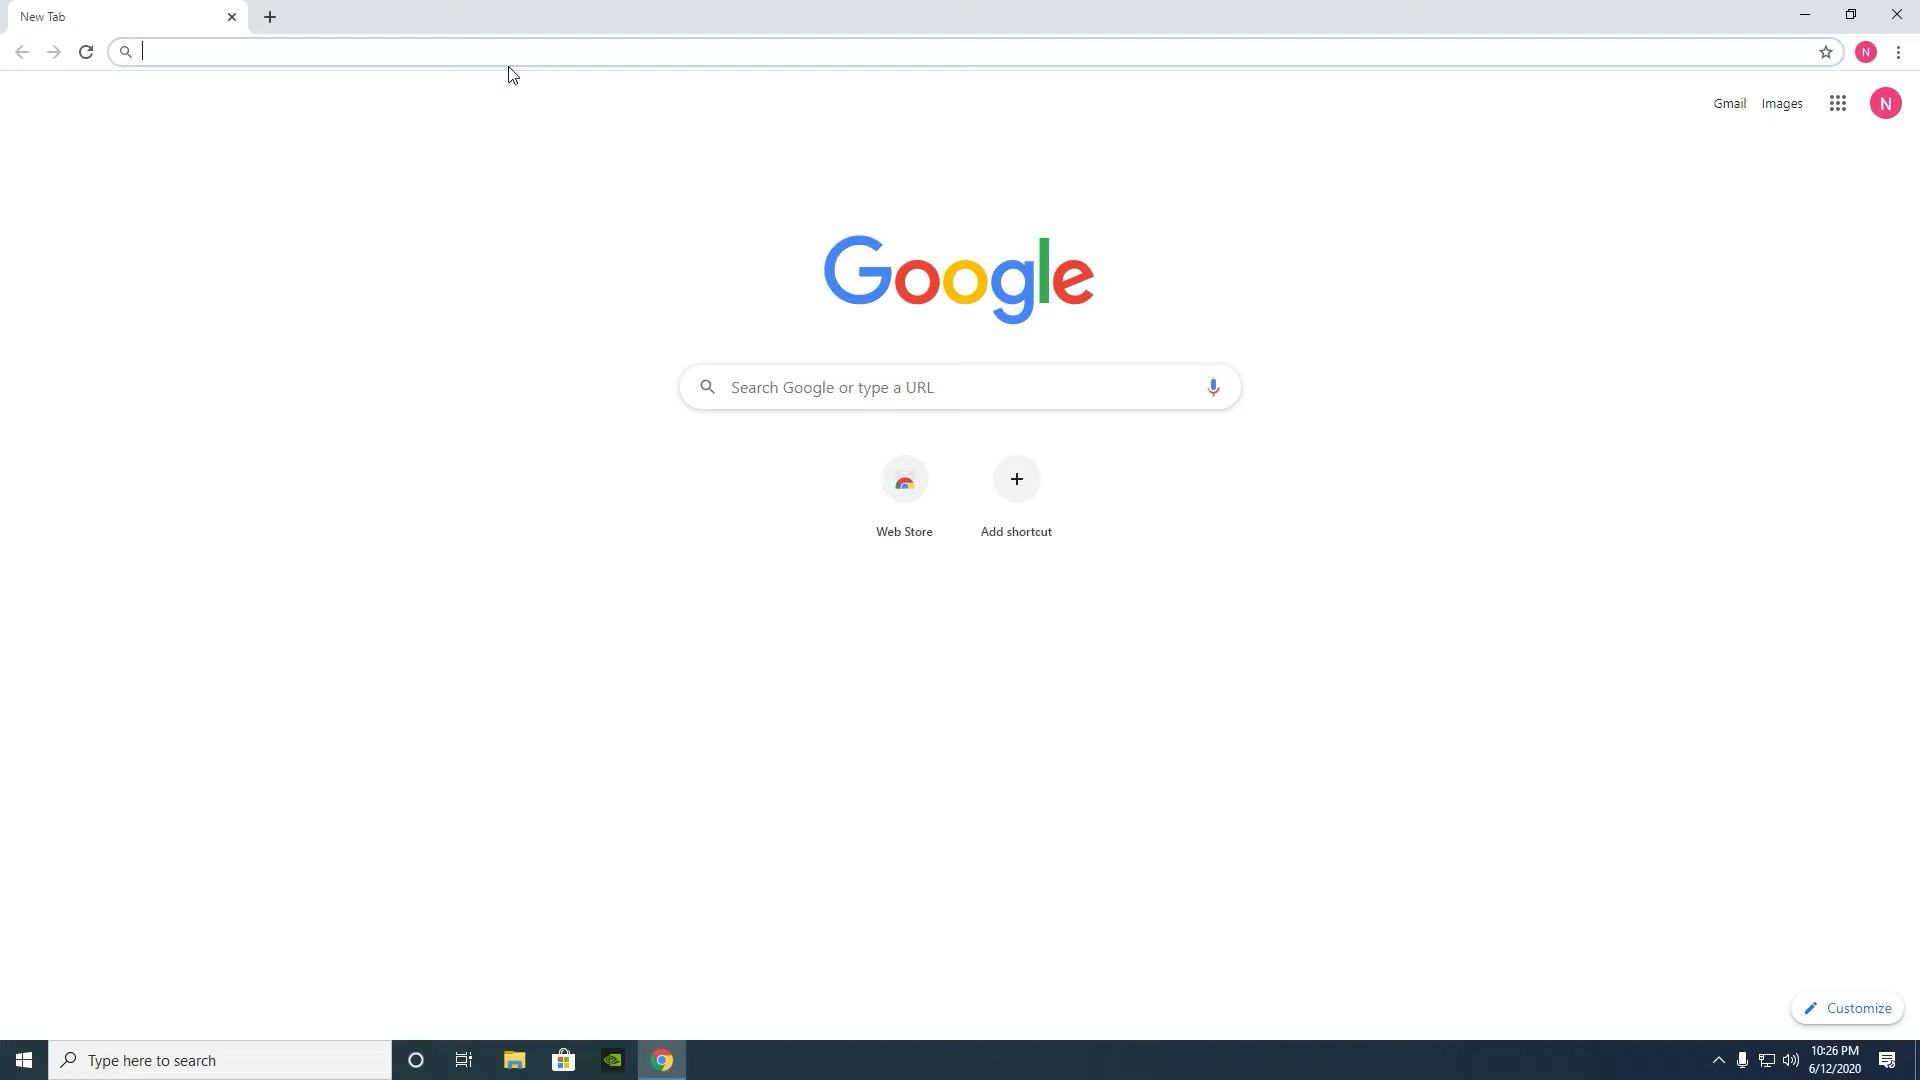 New Tab
N
Gmail Images N
Google
Search Google or type a URL
Web Store Add shortcut
Customize
Type here to search
10:26 PM
6/12/2020